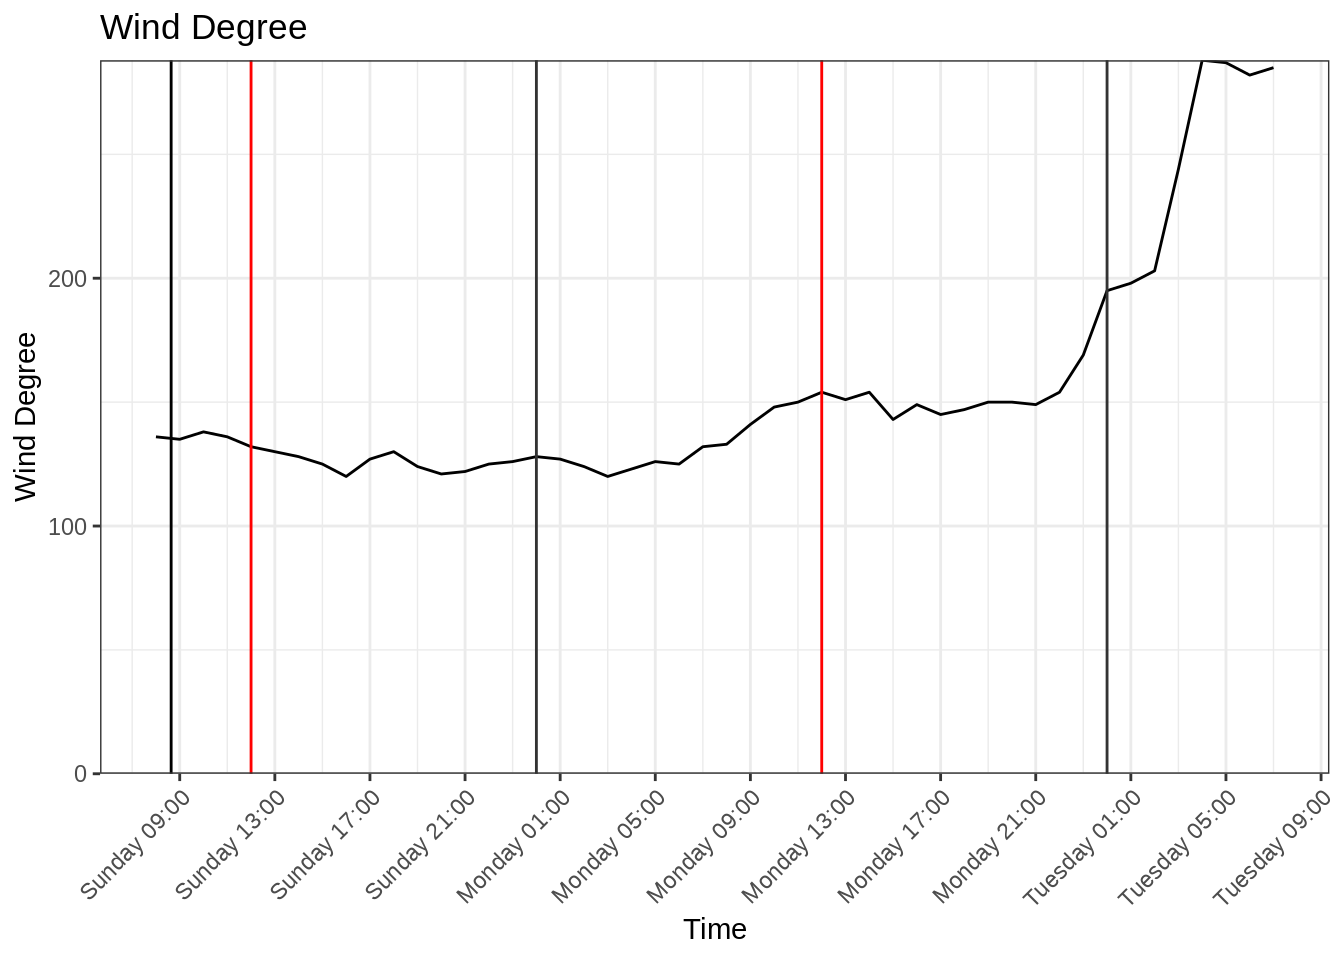 Wind Degree
Wind Degree
200
100
0
Sunday 09:00
Sunday 13:00
Sunday 17:00
Sunday 21:00
Monday 01:00
Monday 05:00
Monday 09:00
Monday 13:00
Monday 17:00
Monday 21:00
Tuesday 01:00
Tuesday 05:00
Tuesday 09:00
Time